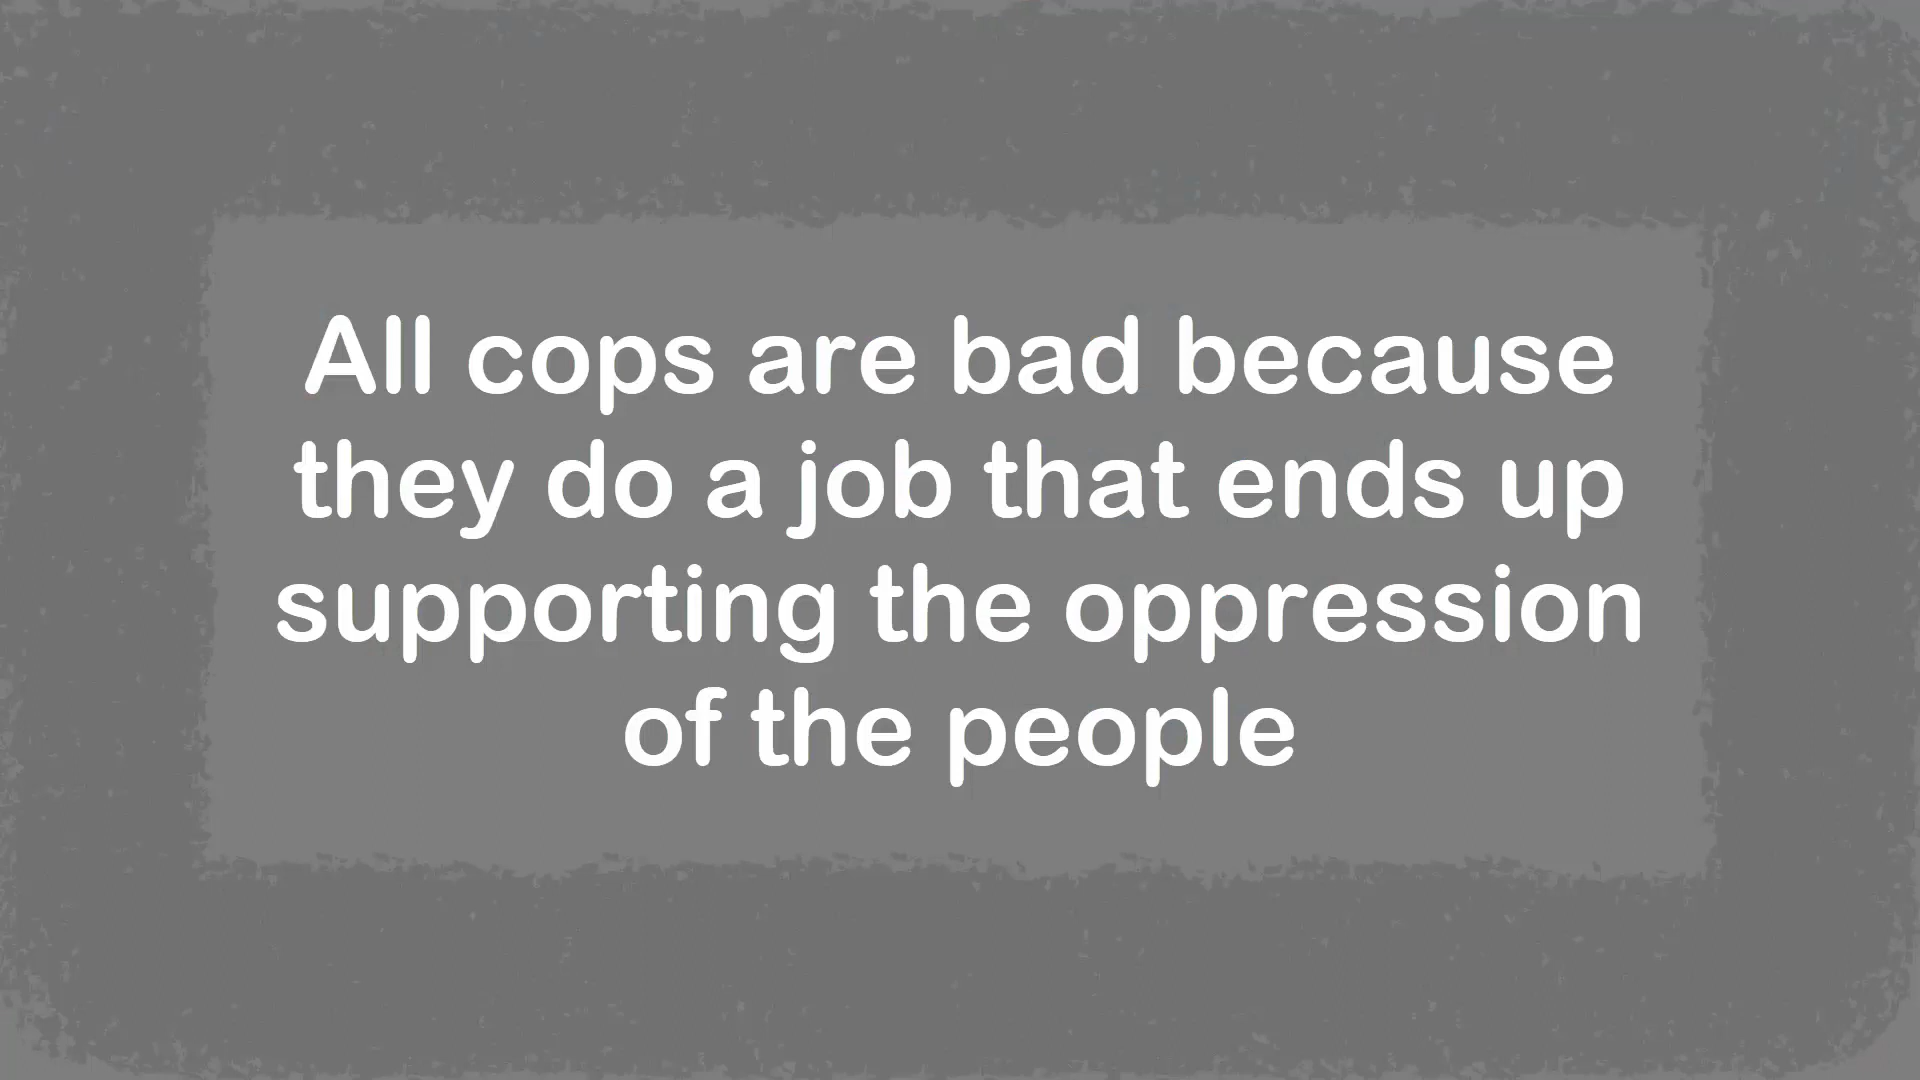 All cops are bad because
they do a job that ends up
supporting the oppression
of the people